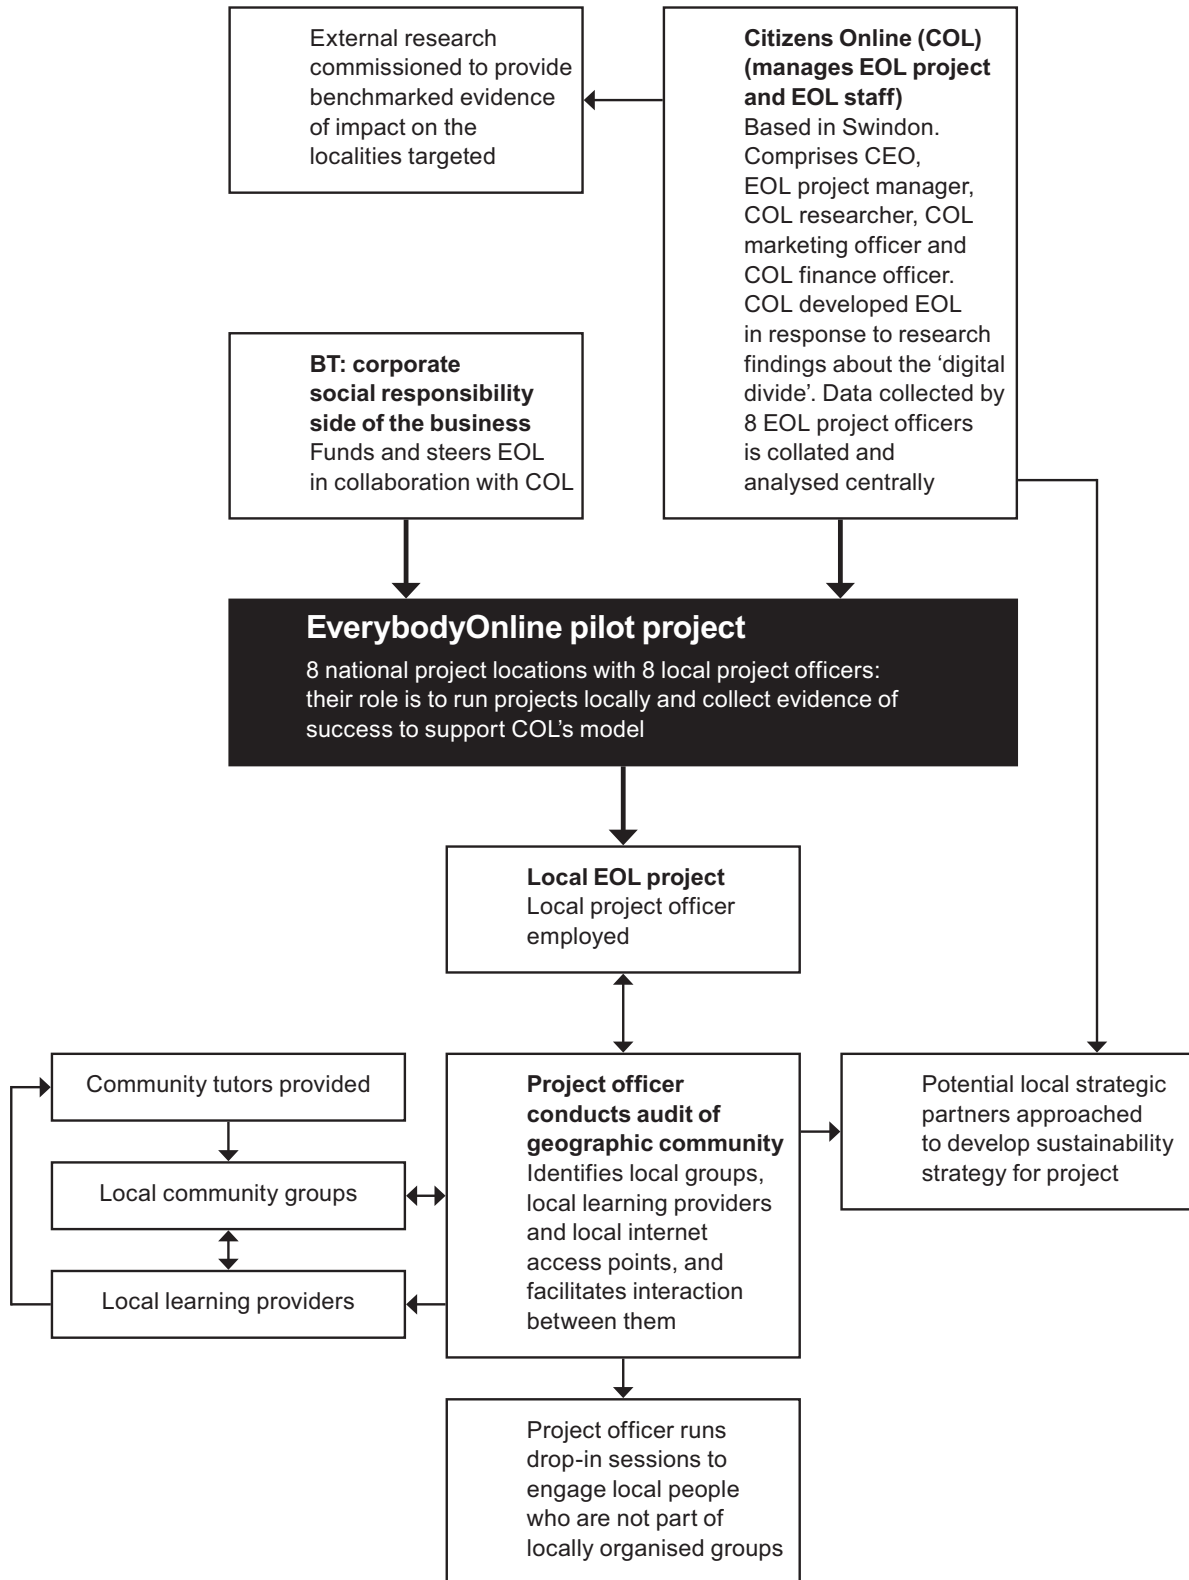 External research
commissioned to provide
benchmarked evidence
of impact on the
localities targeted
Citizens Online (COL)
(manages EOL project
and EOL staff)
Based in Swindon.
Comprises CEO,
EOL project manager,
COL researcher, COL
marketing officer and
COL finance officer.
COL developed EOL
in response to research
findings about the ‘digital
divide’. Data collected by
8 EOL project officers
is collated and
analysed centrally
BT: corporate
social responsibility
side of the business
Funds and steers EOL
in collaboration with COL
EverybodyOnline pilot project
8 national project locations with 8 local project officers:
their role is to run projects locally and collect evidence of
success to support COL’s model
Local EOL project
Local project officer
employed
Community tutors provided
Local community groups
Local learning providers
Project officer
conducts audit of
geographic community
Identifies local groups,
local learning providers
and local internet
access points, and
facilitates interaction
between them
Potential local strategic
partners approached
to develop sustainability
strategy for project
Project officer runs
drop-in sessions to
engage local people
who are not part of
locally organised groups